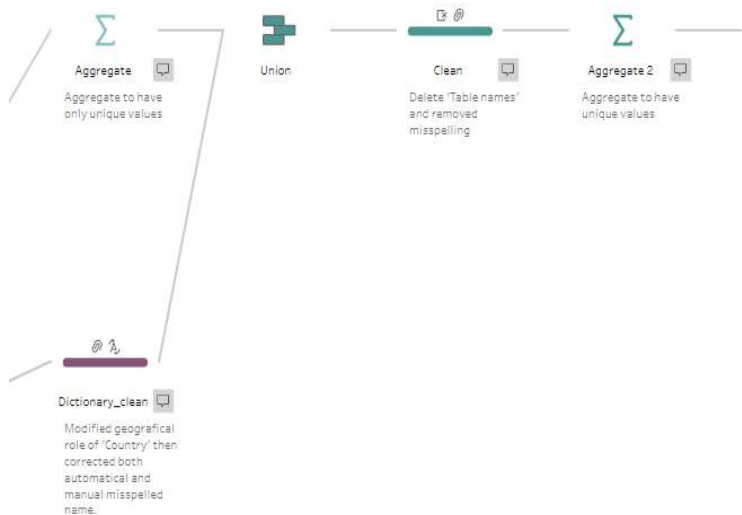 Aggregate
Aggregate to have
only unique values
Union
Clean
Delete 'Table names'
and removed
misspelling
Aggregate 2
Aggregate to have
unique values
Dictionary_clean
Modified geografical
role of 'Country' then
corrected both
automatical and
manual misspelled
name.